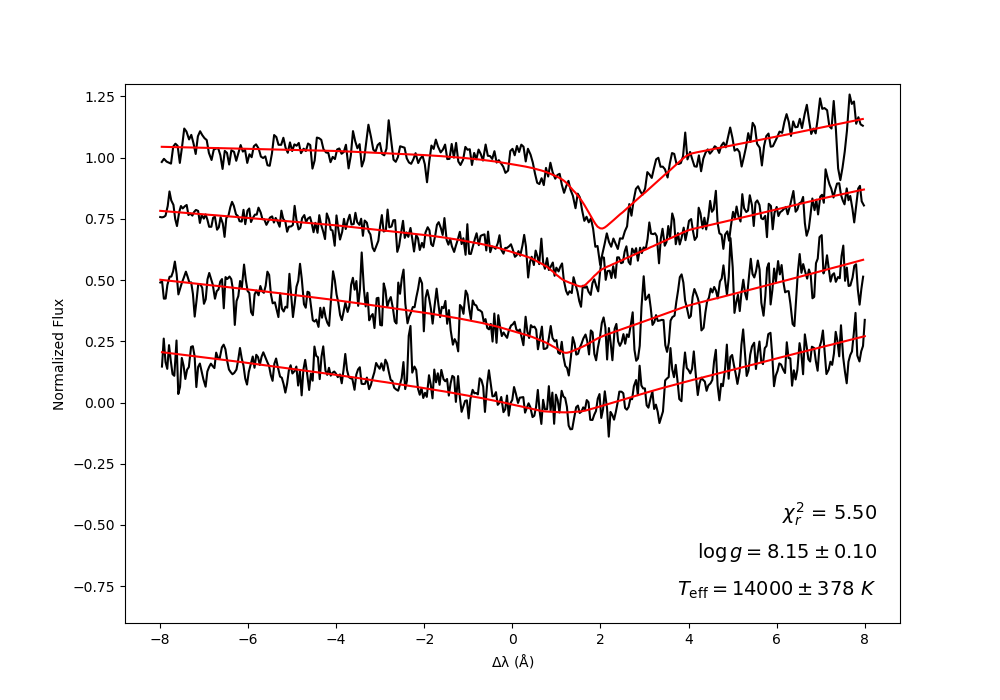 1.25
1.00
0.75
0.50
0.25
0.00
−0.25
−0.50
−0.75
Normalized Flux
χ²ᵣ = 5.50
log g = 8.15 ± 0.10
T_eff = 14000 ± 378 K
−8 −6 −4 −2 0 2 4 6 8
Δλ (Å)